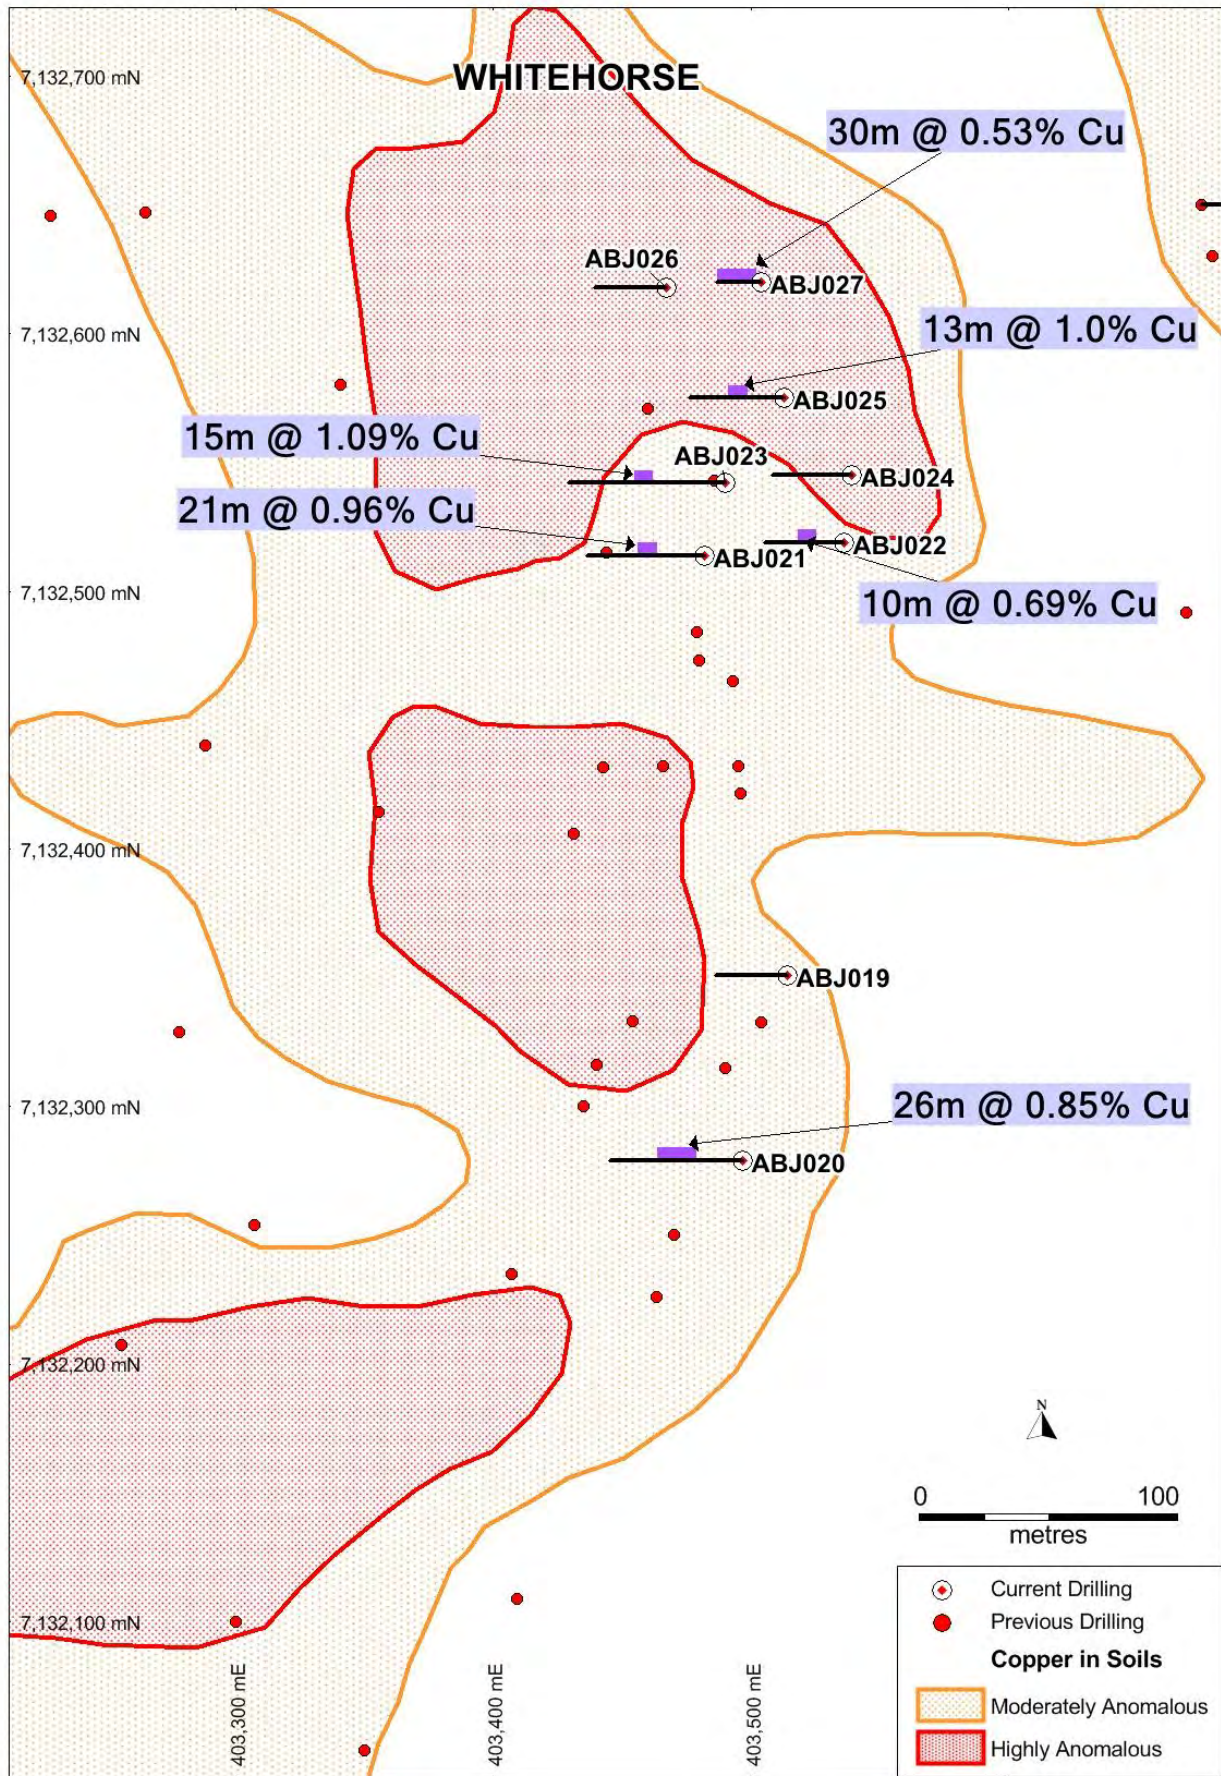 7,132,700 mN
WHITEHORSE
30m @ 0.53% Cu
ABJ026
ABJ027
7,132,600 mN
13m @ 1.0% Cu
ABJ025
15m @ 1.09% Cu
ABJ023
ABJ024
21m @ 0.96% Cu
ABJ021
ABJ022
7,132,500 mN
10m @ 0.69% Cu
7,132,400 mN
ABJ019
7,132,300 mN
26m @ 0.85% Cu
ABJ020
7,132,200 mN
N
0 100
metres
7,132,100 mN
403,300 mE
403,400 mE
403,500 mE
Current Drilling
Previous Drilling
Copper in Soils
Moderately Anomalous
Highly Anomalous